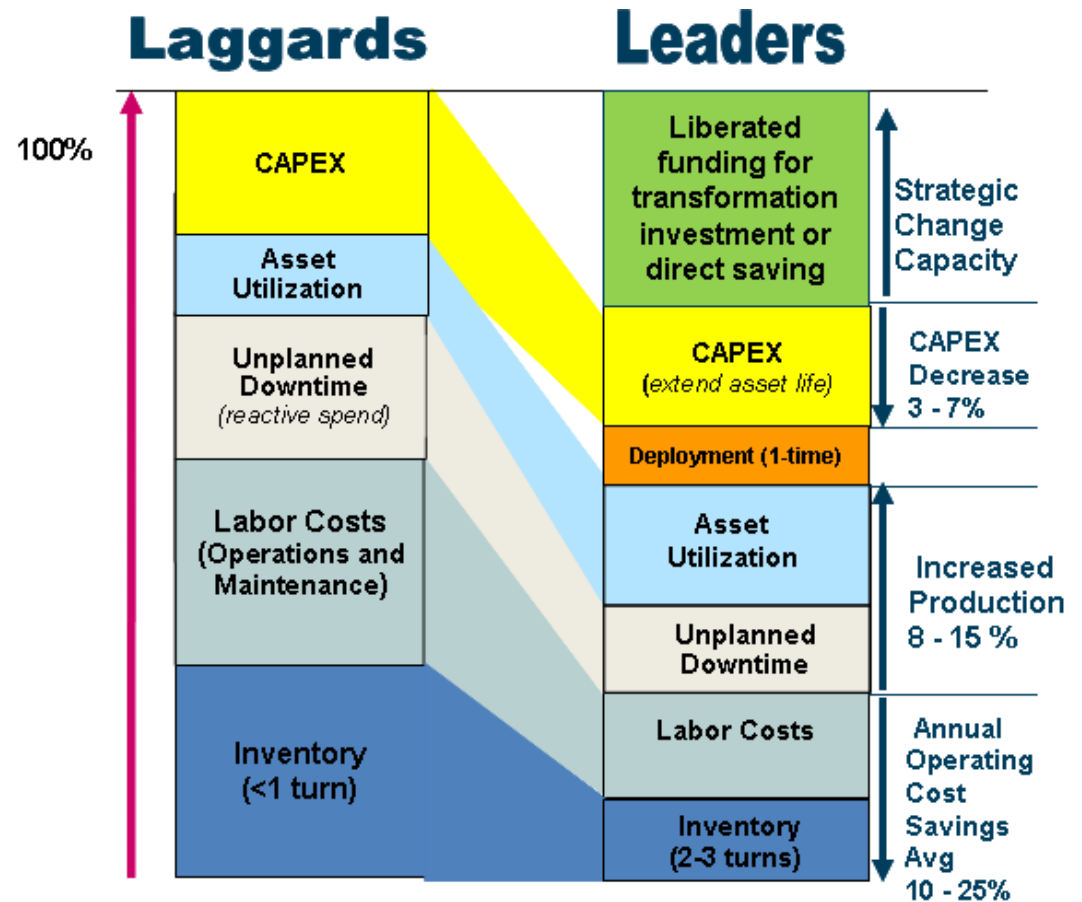 Laggards
Leaders
100%
CAPEX
Asset
Utilization
Unplanned
Downtime
(reactive spend)
Labor Costs
(Operations and
Maintenance)
Inventory
(<1 turn)
Liberated
funding for
transformation
investment or
direct saving
CAPEX
(extend asset life)
Deployment (1-time)
Asset
Utilization
Unplanned
Downtime
Labor Costs
Inventory
(2-3 turns)
Strategic
Change
Capacity
CAPEX
Decrease
3 - 7%
Increased
Production
8 - 15 %
Annual
Operating
Cost
Savings
Avg
10 - 25%